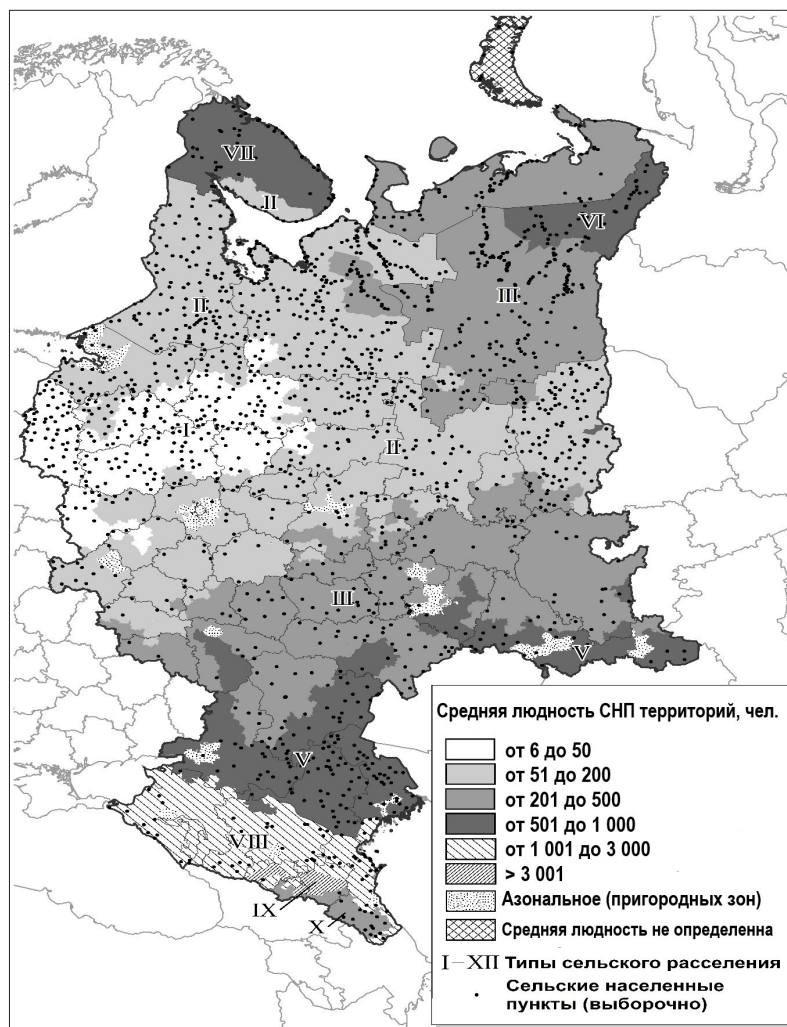 VII
II
VI
III
II
I
II
III
V
V
VIII
IX
X
Средняя людность СНП территорий, чел.
от 6 до 50
от 51 до 200
от 201 до 500
от 501 до 1 000
от 1 001 до 3 000
> 3 001
Азональное (пригородных зон)
Средняя людность не определенна
I–XII Типы сельского расселения
Сельские населенные
пункты (выборочно)